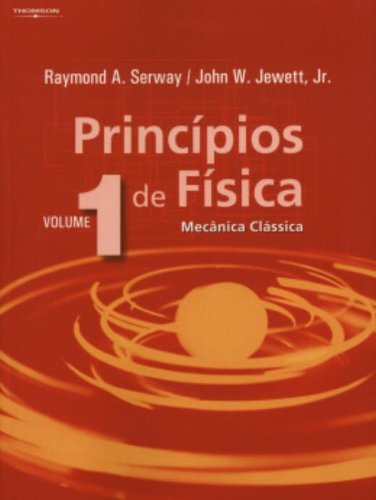 THOMSON
Raymond A. Serway / John W. Jewett, Jr.
Princípios
VOLUME 1 de Física
Mecânica Clássica